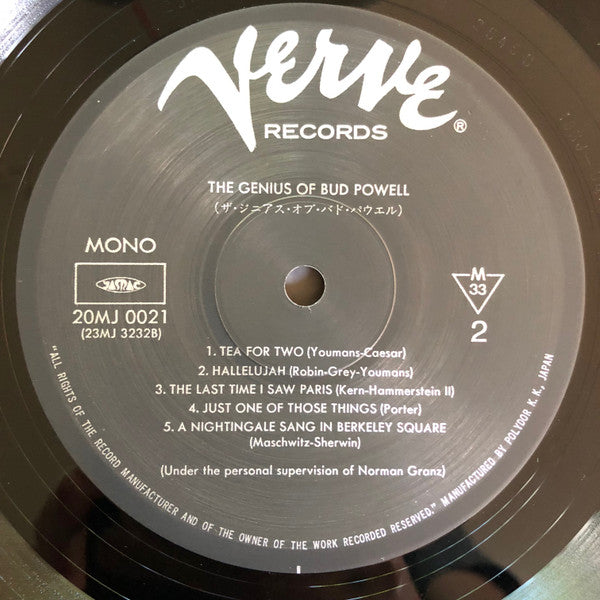 Verve®
RECORDS
THE GENIUS OF BUD POWELL
(ザ・ジニアス・オブ・バド・パウエル)
MONO
JASRAC
20MJ 0021
(23MJ 3232B)
M
33
2
1. TEA FOR TWO (Youmans-Caesar)
2. HALLELUJAH (Robin-Grey-Youmans)
3. THE LAST TIME I SAW PARIS (Kern-Hammerstein II)
4. JUST ONE OF THOSE THINGS (Porter)
5. A NIGHTINGALE SANG IN BERKELEY SQUARE
(Maschwitz-Sherwin)
(Under the personal supervision of Norman Granz)
"ALL RIGHTS OF THE RECORD MANUFACTURER AND OF THE OWNER OF THE WORK RECORDED RESERVED." MANUFACTURED BY POLYDOR K. K., JAPAN